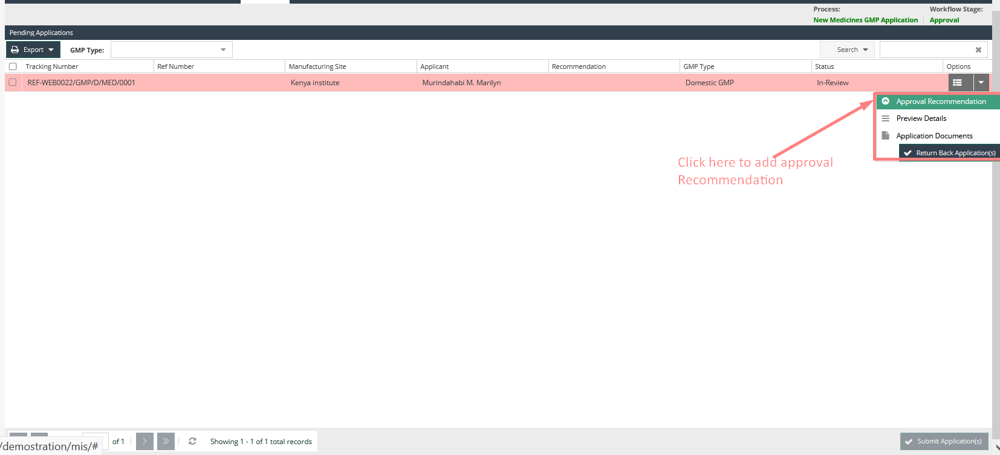 Process: Workflow Stage:
New Medicines GMP Application Approval
Pending Applications
Export GMP Type: Search
Tracking Number Ref Number Manufacturing Site Applicant Recommendation GMP Type Status Options
REF-WEB0022/GMP/D/MED/0001 Kenya institute Murindahabi M. Marilyn Domestic GMP In-Review
Approval Recommendation
Preview Details
Application Documents
Return Back Application(s)
Click here to add approval
Recommendation
of 1 Showing 1 - 1 of 1 total records Submit Application(s)
/demostration/mis/#